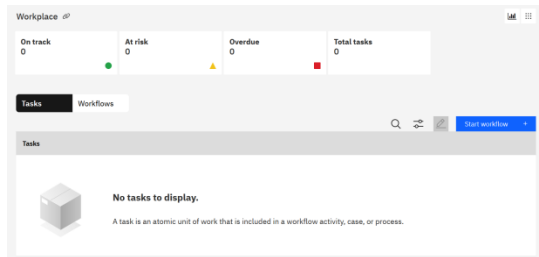 Workplace
On track
0
At risk
0
Overdue
0
Total tasks
0
Tasks
Workflows
Start workflow +
Tasks
No tasks to display.
A task is an atomic unit of work that is included in a workflow activity, case, or process.